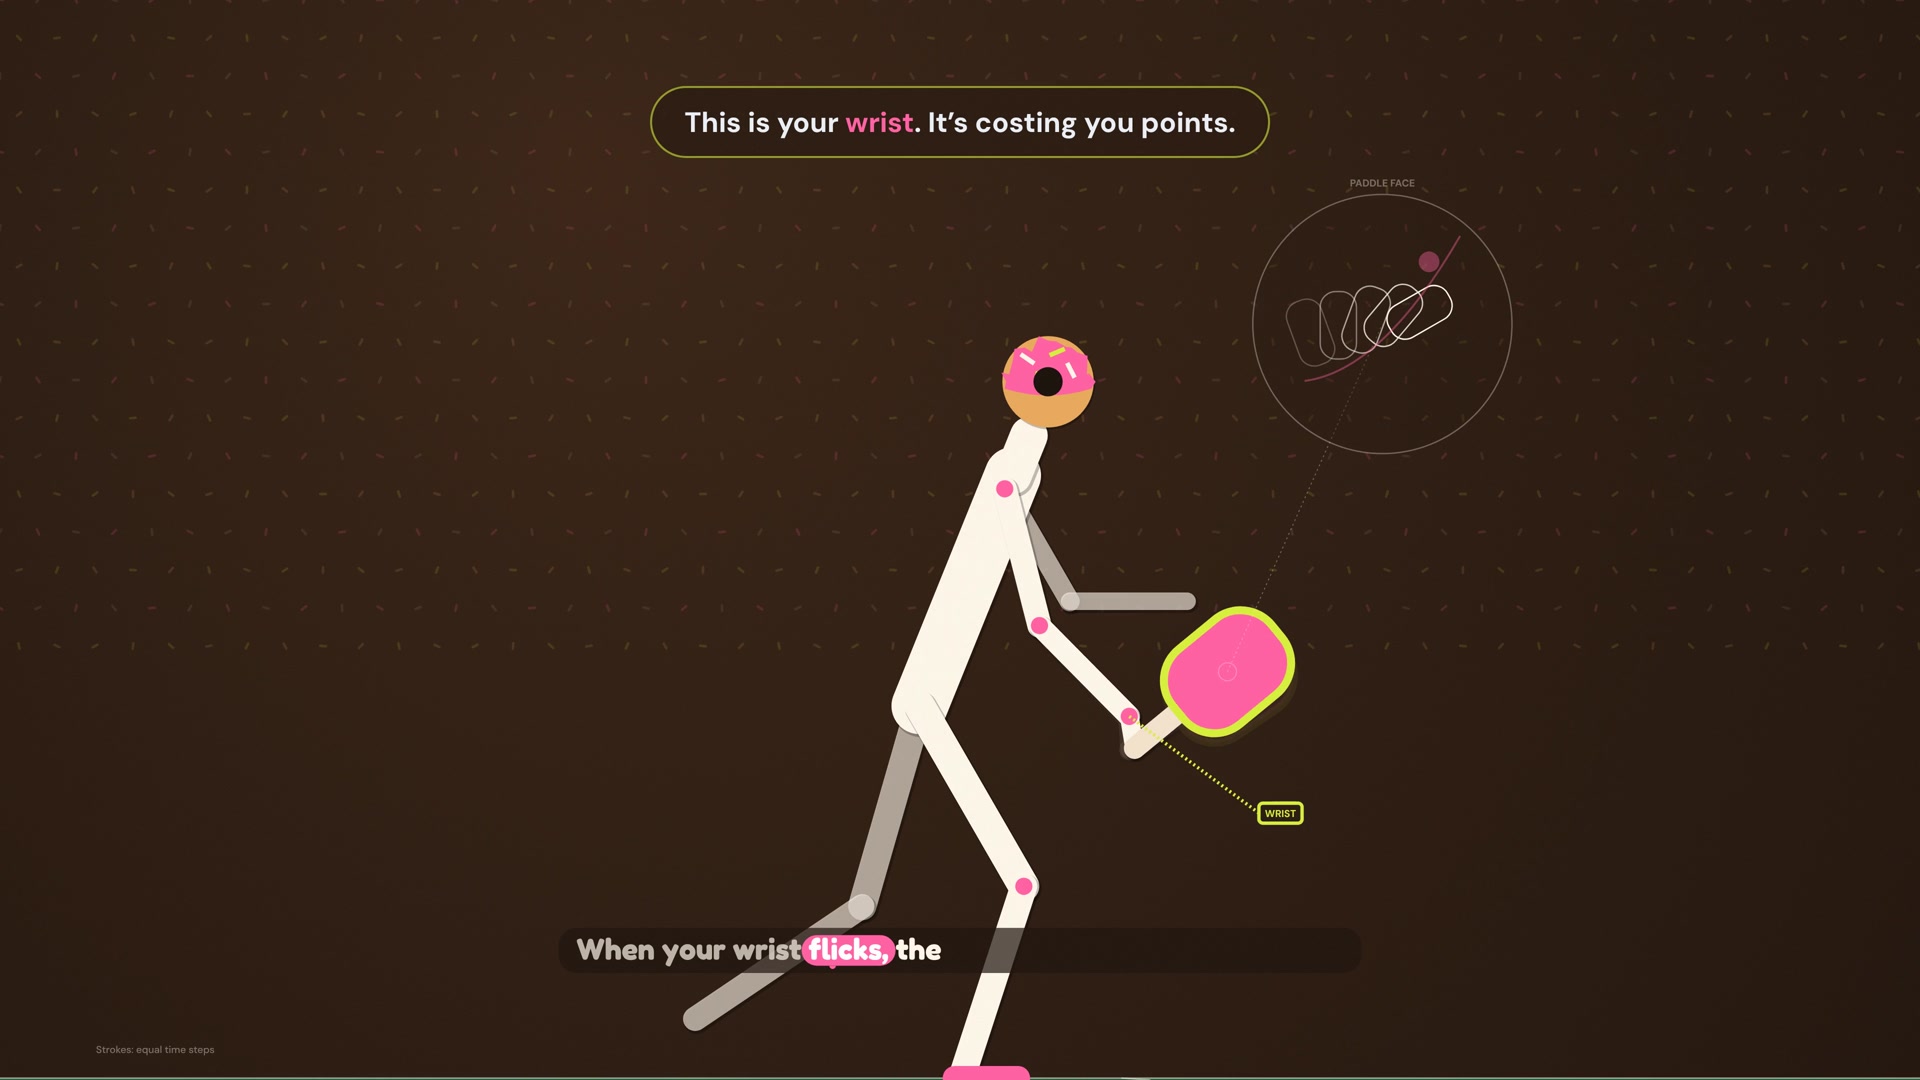 This is your wrist. It’s costing you points.
PADDLE FACE
WRIST
When your wrist flicks, the
Strokes: equal time steps